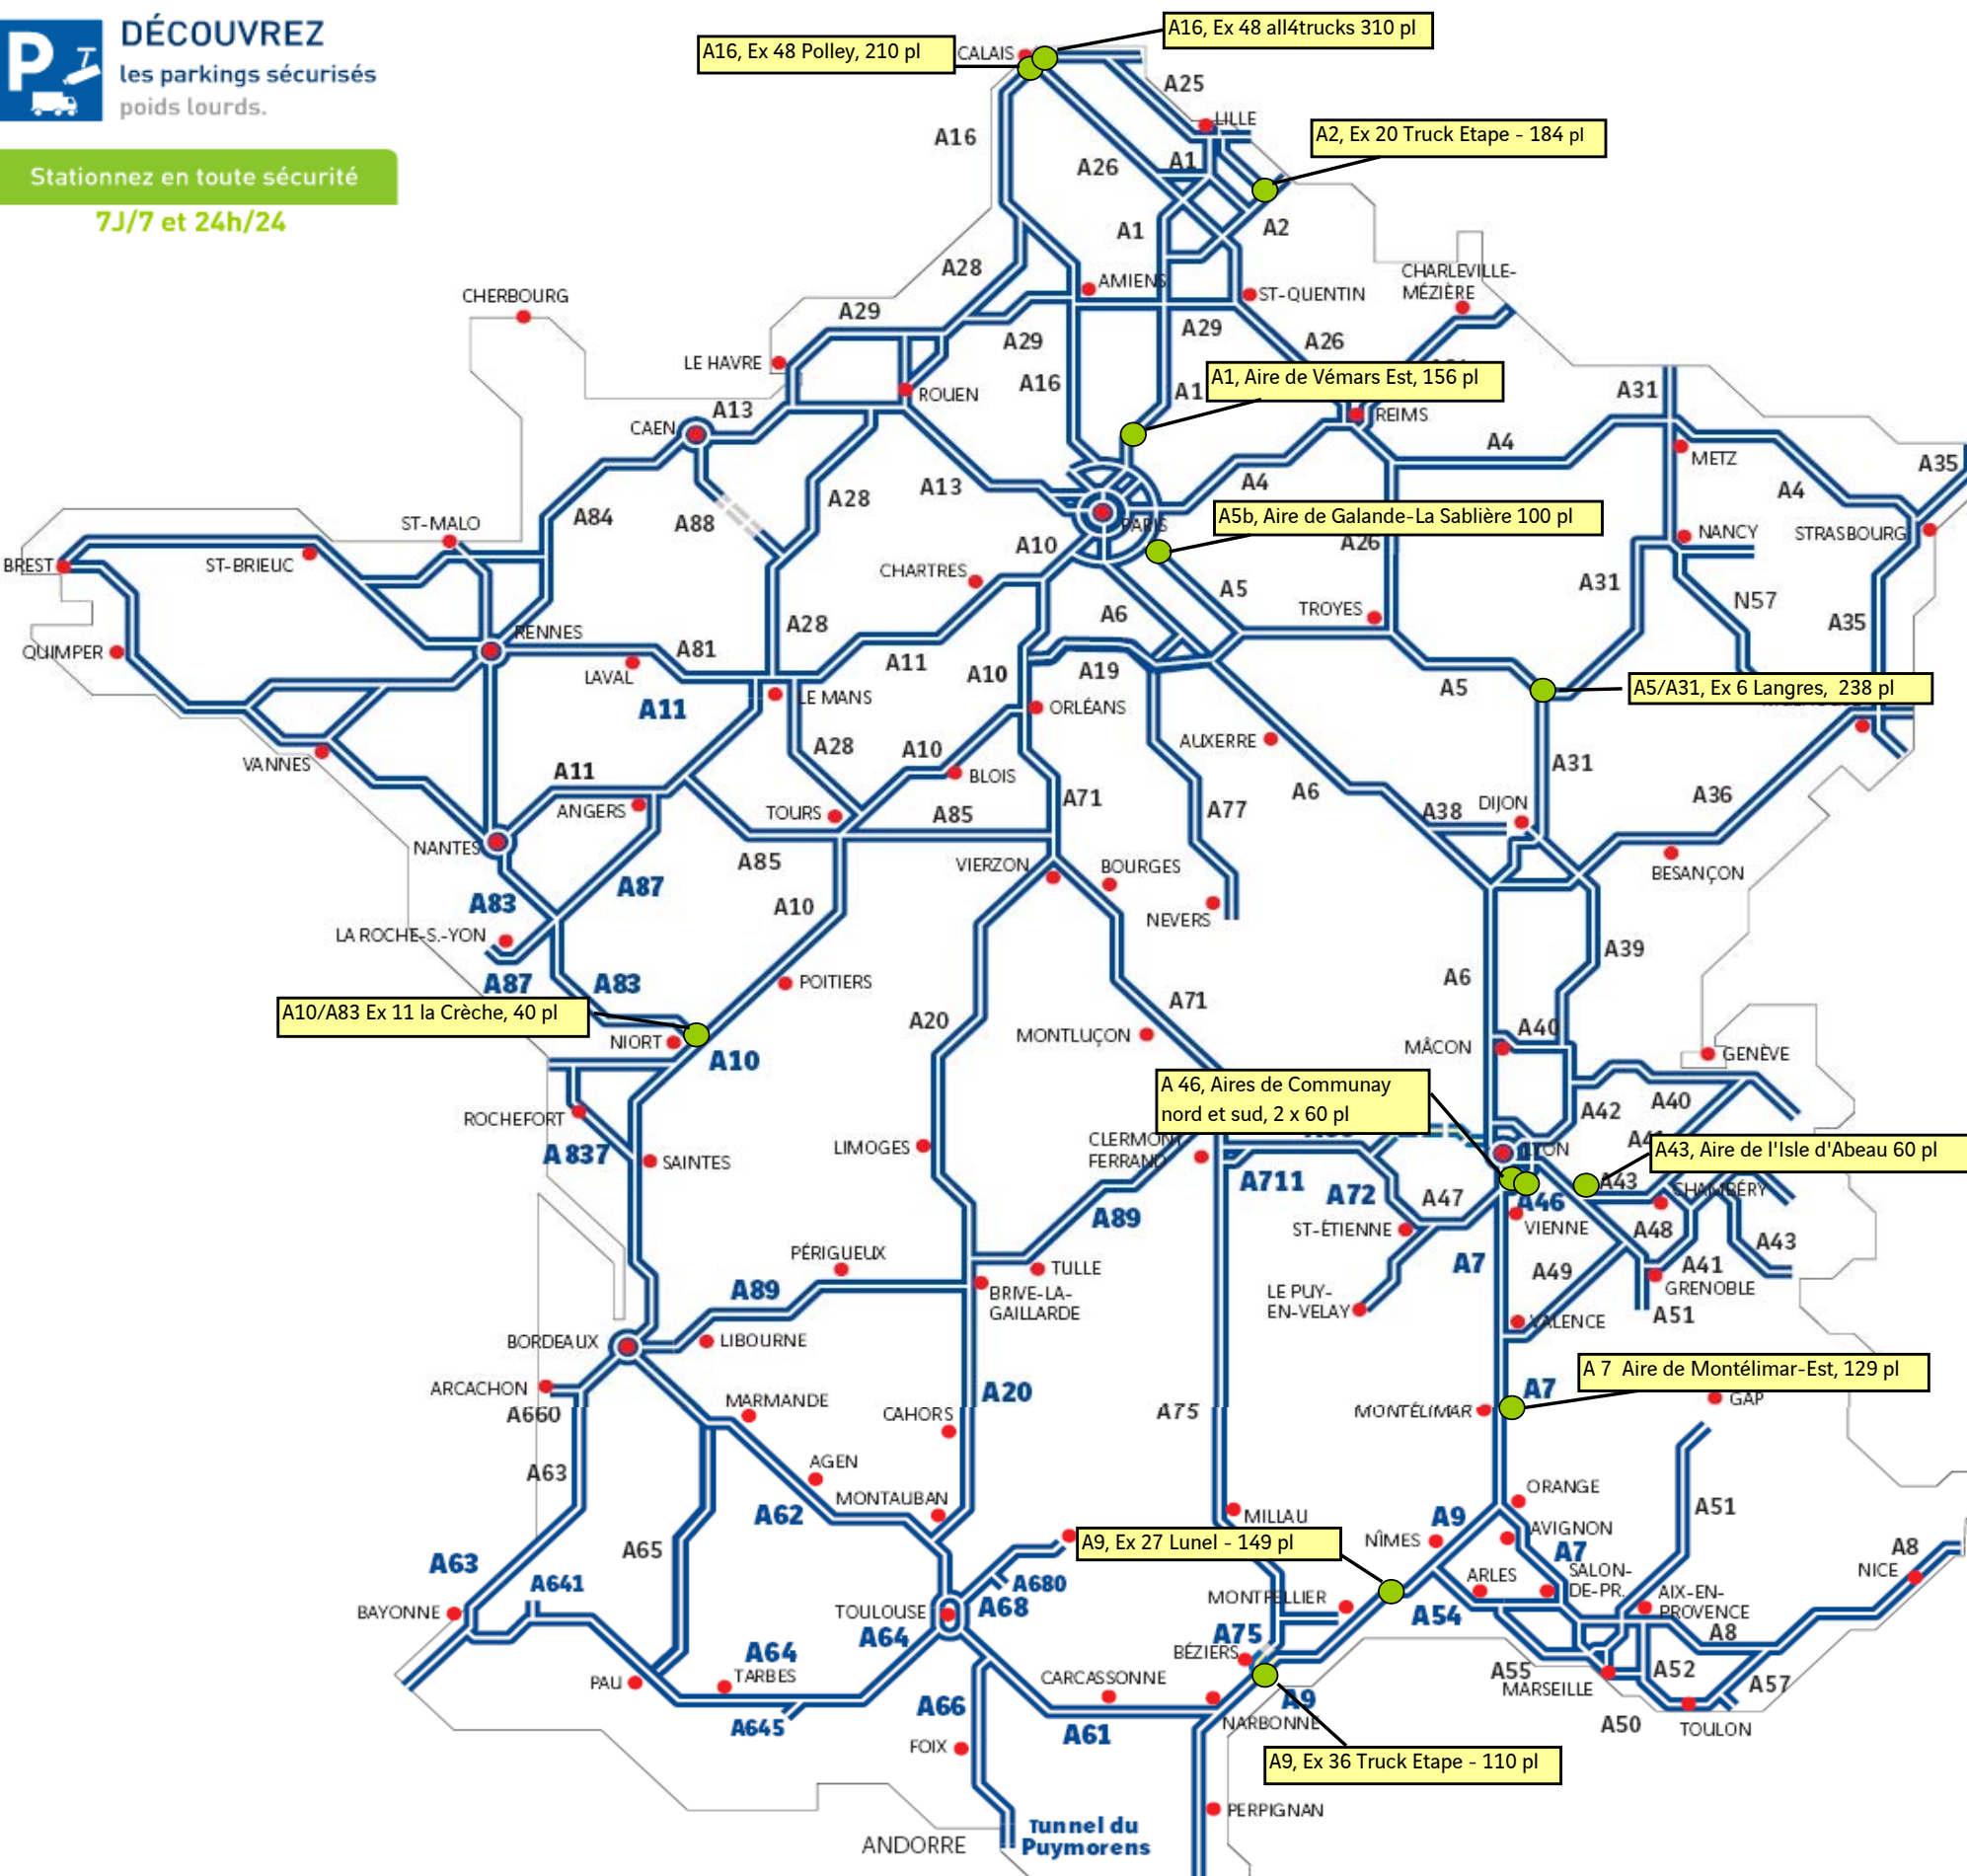 DÉCOUVREZ
les parkings sécurisés
poids lourds.
Stationnez en toute sécurité
7J/7 et 24h/24
A16, Ex 48 all4trucks 310 pl
A16, Ex 48 Polley, 210 pl
CALAIS
A25
LILLE
A2, Ex 20 Truck Etape - 184 pl
A16
A26
A1
A1
A2
A28
AMIENS
ST-QUENTIN
CHARLEVILLE-
MÉZIÈRE
CHERBOURG
A29
A29
A29
A26
LE HAVRE
A16
A1
A1, Aire de Vémars Est, 156 pl
A31
ROUEN
A13
CAEN
REIMS
A4
METZ
A35
A4
A4
A13
A28
A84
A88
ST-MALO
PARIS
A5b, Aire de Galande-La Sablière 100 pl
A26
NANCY
STRASBOURG
BREST
ST-BRIEUC
A10
CHARTRES
A5
A31
N57
TROYES
A6
A28
A35
RENNES
QUIMPER
A81
LAVAL
A11
A10
A19
A5
A5/A31, Ex 6 Langres, 238 pl
LE MANS
A11
ORLÉANS
AUXERRE
A28
A10
VANNES
BLOIS
A31
A11
ANGERS
TOURS
A85
A71
A77
A6
A38
DIJON
A36
NANTES
A85
VIERZON
BOURGES
BESANÇON
A87
A83
A10
NEVERS
LA ROCHE-S.-YON
A39
A87
A83
POITIERS
A6
A71
A10/A83 Ex 11 la Crèche, 40 pl
A20
MONTLUÇON
NIORT
A10
MÂCON
A40
GENÈVE
A 46, Aires de Communay
nord et sud, 2 x 60 pl
ROCHEFORT
A42
A40
A837
SAINTES
LIMOGES
CLERMONT
FERRAND
LYON
A43, Aire de l'Isle d'Abeau 60 pl
A711
A72
A47
A46
A43
CHAMBÉRY
A89
ST-ÉTIENNE
VIENNE
A48
A43
PÉRIGUEUX
TULLE
A7
A49
A41
GRENOBLE
A89
BRIVE-LA-
GAILLARDE
LE PUY-
EN-VELAY
A51
BORDEAUX
LIBOURNE
VALENCE
A 7 Aire de Montélimar-Est, 129 pl
ARCACHON
A660
MARMANDE
CAHORS
A20
A75
MONTÉLIMAR
A7
GAP
A63
AGEN
MONTAUBAN
A62
MILLAU
ORANGE
A51
A9
AVIGNON
A9, Ex 27 Lunel - 149 pl
NÎMES
A7
A8
NICE
A65
A63
A641
A680
A68
ARLES
SALON-
DE-PR.
AIX-EN-
PROVENCE
BAYONNE
TOULOUSE
MONTPELLIER
A54
A8
A64
A64
A75
BÉZIERS
PAU
TARBES
CARCASSONNE
A55
MARSEILLE
A52
A57
A645
A66
A61
A9
NARBONNE
A50
TOULON
FOIX
A9, Ex 36 Truck Etape - 110 pl
PERPIGNAN
ANDORRE
Tunnel du
Puymorens